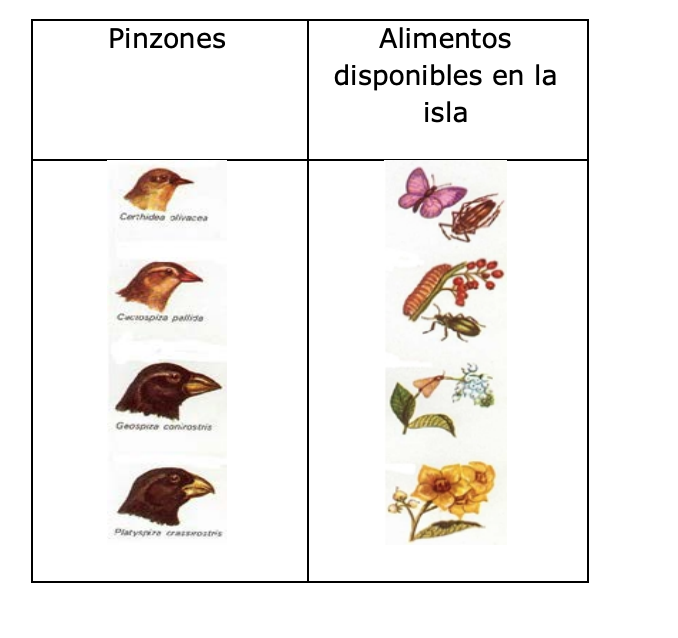 Pinzones
Alimentos
disponibles en la
isla
Certhidea olivacea
Cactospiza pallida
Geospiza conirostris
Platyspiza crassirostris